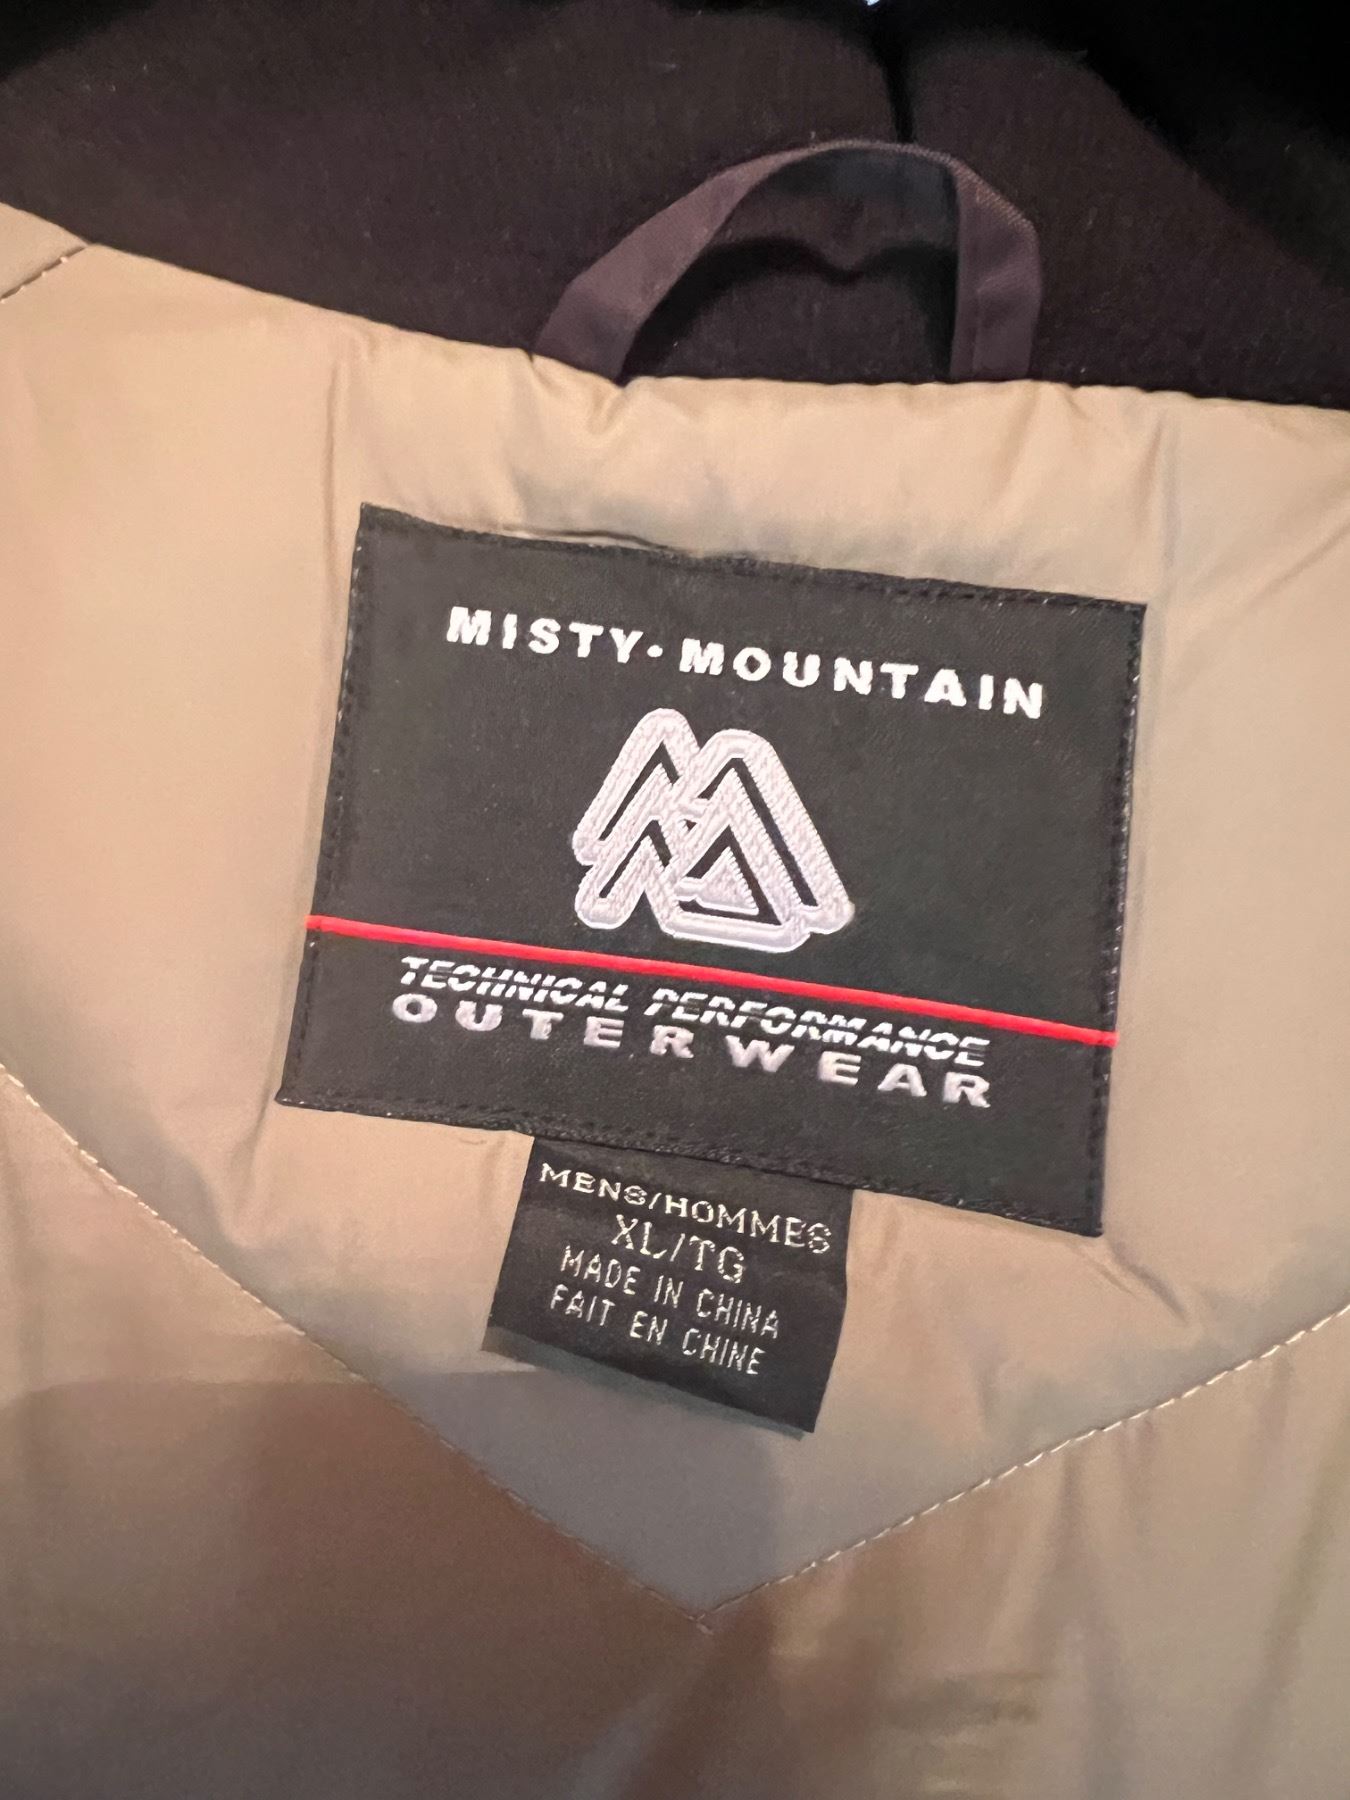 MISTY·MOUNTAIN
TECHNICAL PERFORMANCE
OUTERWEAR
MENS/HOMMES
XL/TG
MADE IN CHINA
FAIT EN CHINE